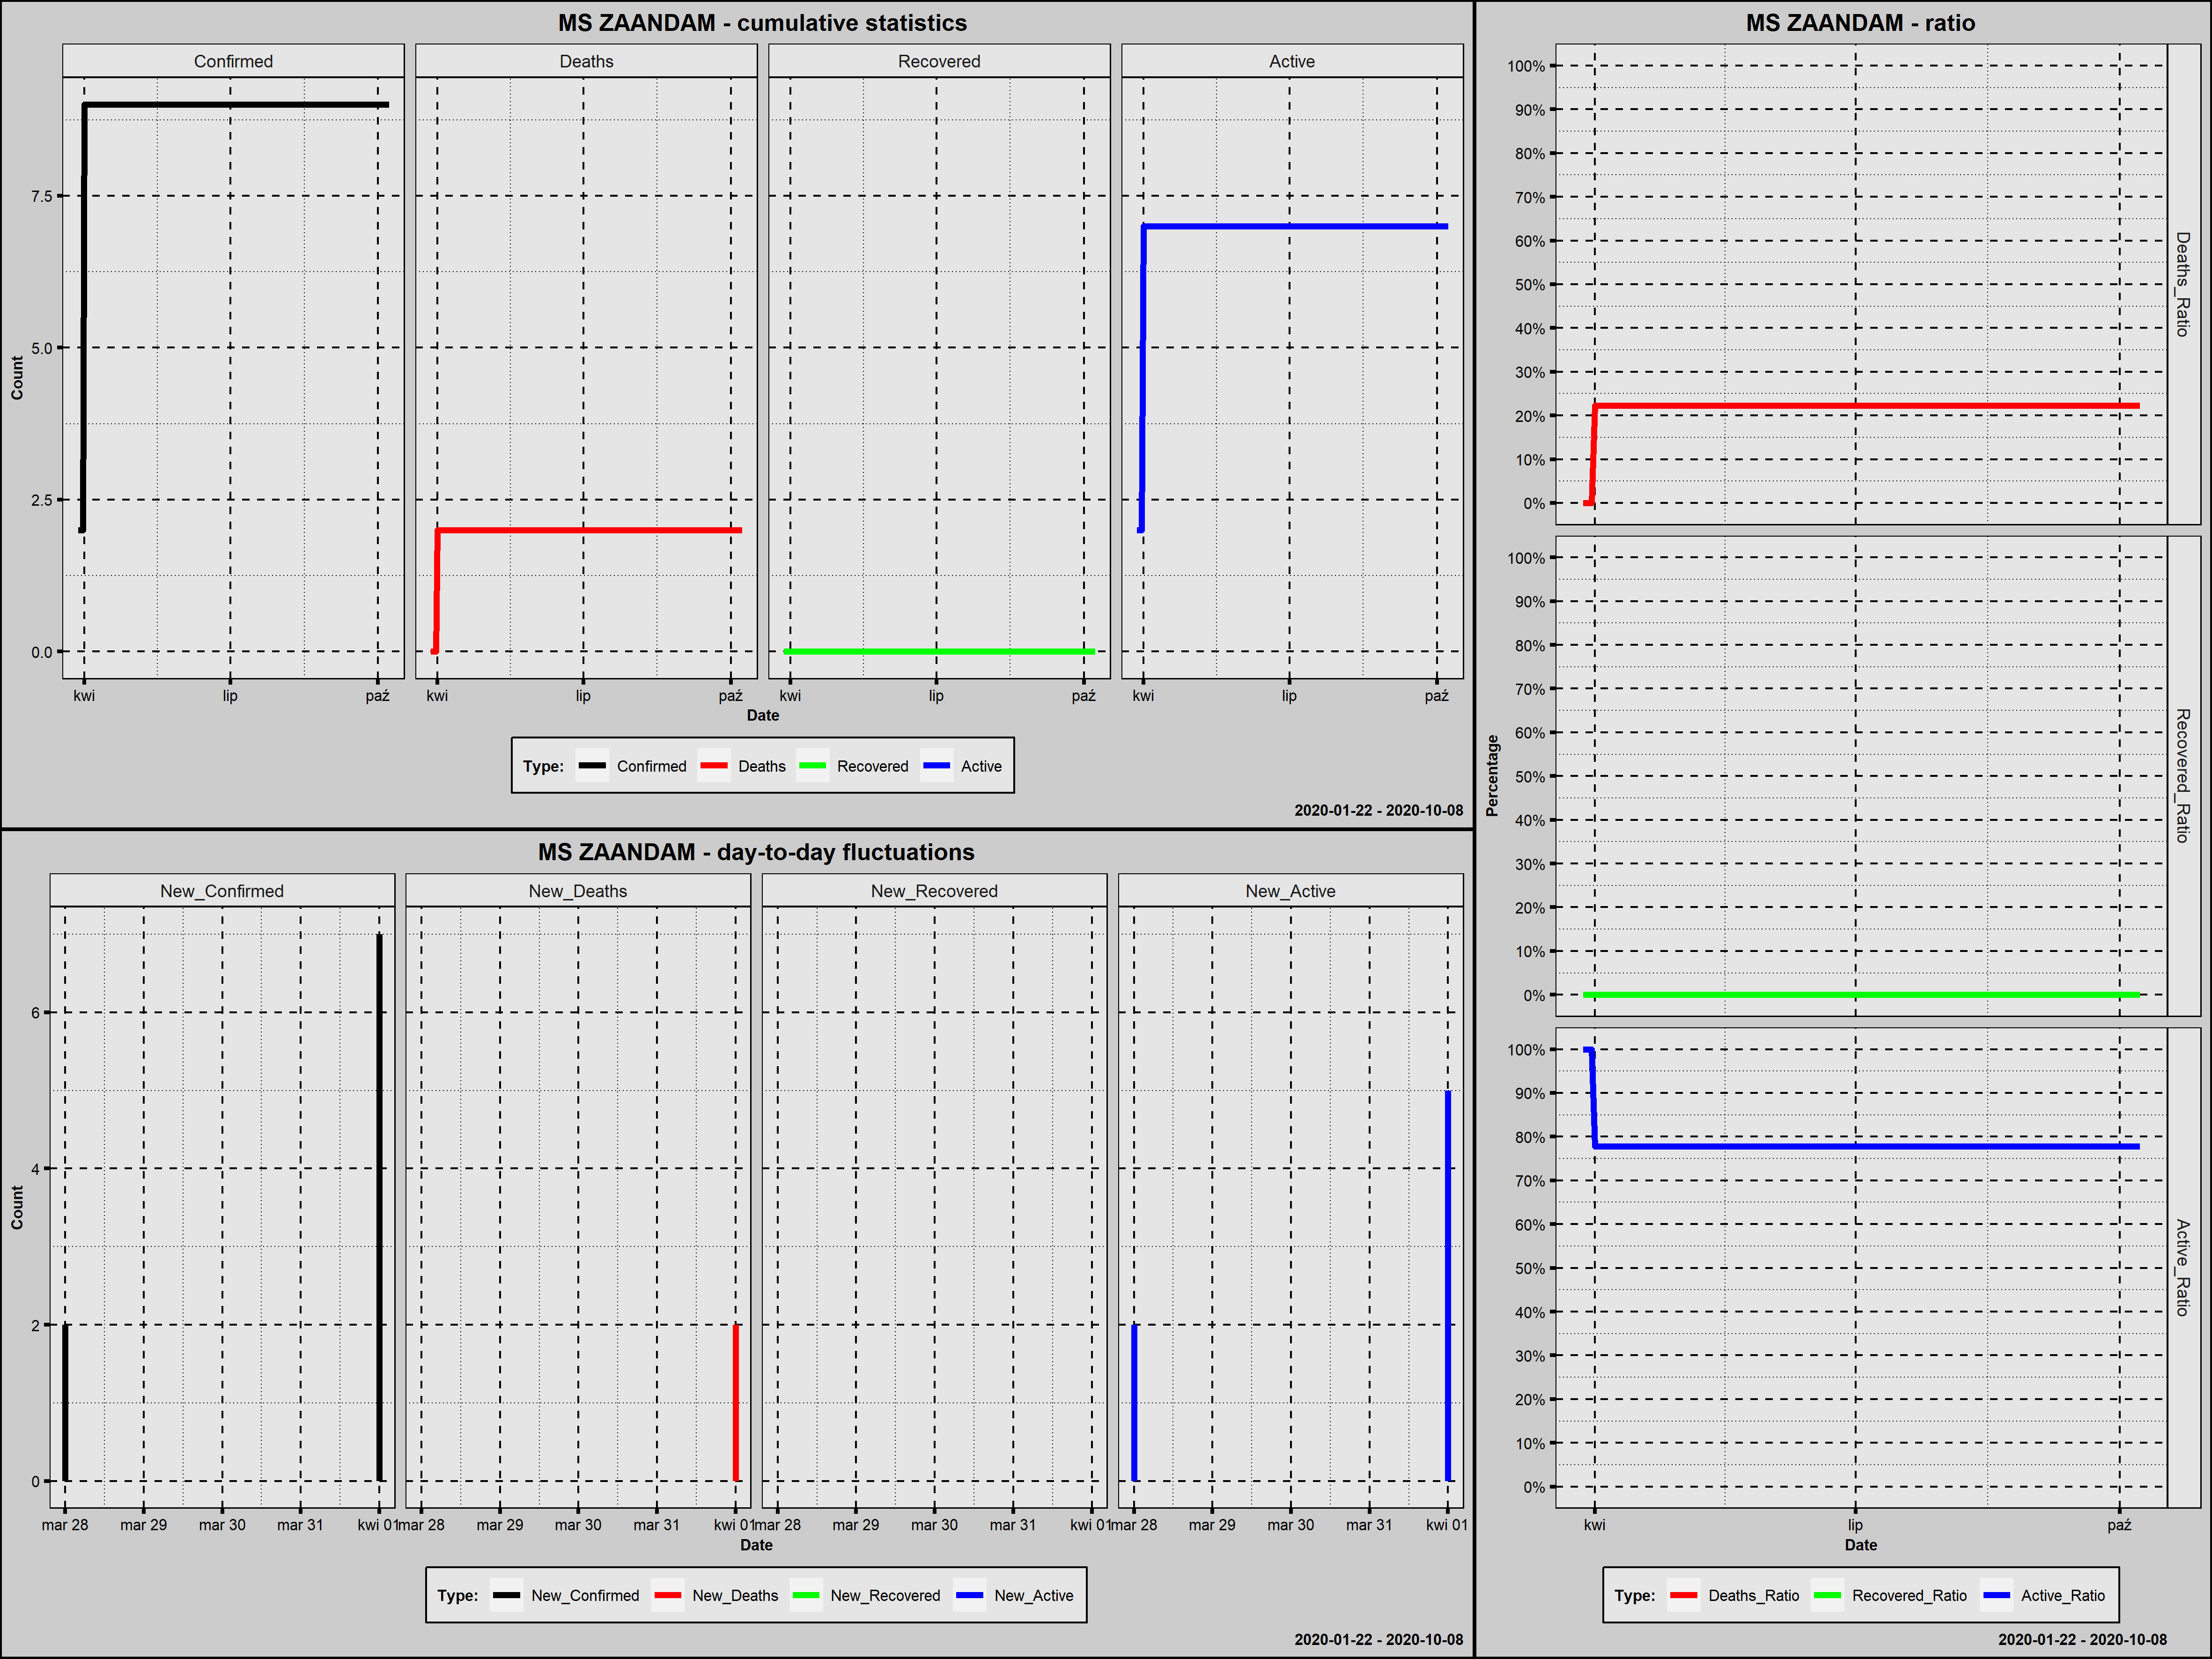 MS ZAANDAM - cumulative statistics
Confirmed Deaths Recovered Active
Count
7.5
5.0
2.5
0.0
kwi lip paź kwi lip paź kwi lip paź kwi lip paź
Date
Type: Confirmed Deaths Recovered Active
2020-01-22 - 2020-10-08
MS ZAANDAM - day-to-day fluctuations
New_Confirmed New_Deaths New_Recovered New_Active
Count
6
4
2
0
mar 28 mar 29 mar 30 mar 31 kwi 01 mar 28 mar 29 mar 30 mar 31 kwi 01 mar 28 mar 29 mar 30 mar 31 kwi 01 mar 28 mar 29 mar 30 mar 31 kwi 01
Date
Type: New_Confirmed New_Deaths New_Recovered New_Active
2020-01-22 - 2020-10-08
MS ZAANDAM - ratio
Percentage
100%
90%
80%
70%
60%
50%
40%
30%
20%
10%
0%
Deaths_Ratio
100%
90%
80%
70%
60%
50%
40%
30%
20%
10%
0%
Recovered_Ratio
100%
90%
80%
70%
60%
50%
40%
30%
20%
10%
0%
Active_Ratio
kwi lip paź
Date
Type: Deaths_Ratio Recovered_Ratio Active_Ratio
2020-01-22 - 2020-10-08